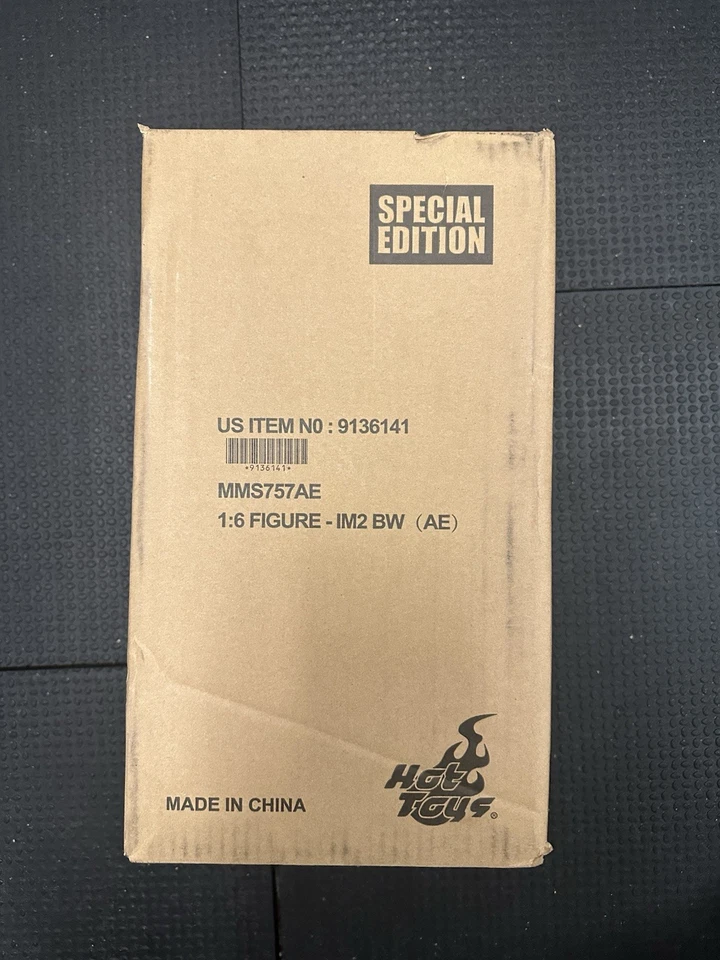 SPECIAL
EDITION
US ITEM N0 : 9136141
*9136141*
MMS757AE
1:6 FIGURE - IM2 BW（AE）
MADE IN CHINA
Hot
Toys®